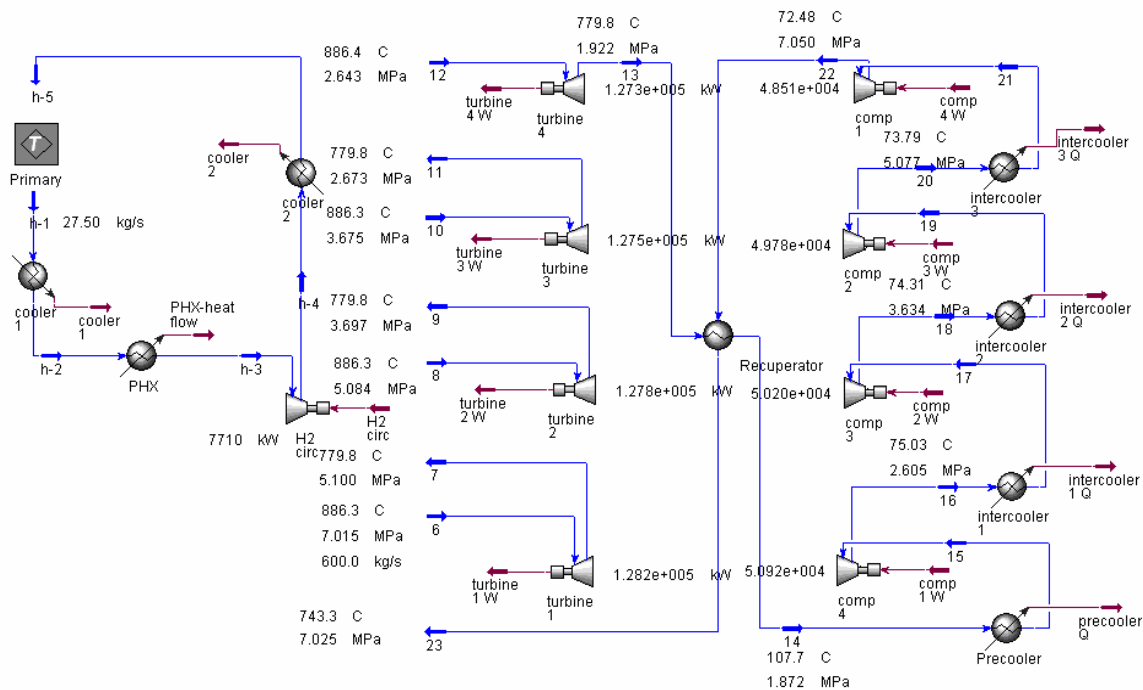 886.4 C
2.643 MPa
12
779.8 C
1.922 MPa
13
72.48 C
7.050 MPa
22
21
h-5
turbine
4 W
turbine
4
1.273e+005 kW
4.851e+004
comp
1
comp
4 W
T
Primary
cooler
2
cooler
2
779.8 C
2.673 MPa
11
73.79 C
5.077 MPa
20
intercooler
3
intercooler
3 Q
h-1
27.50 kg/s
886.3 C
3.675 MPa
10
turbine
3 W
turbine
3
1.275e+005 kW
19
4.978e+004
comp
2
comp
3 W
cooler
1
cooler
1
h-4
PHX-heat
flow
779.8 C
3.697 MPa
9
74.31 C
3.634 MPa
18
intercooler
2
intercooler
2 Q
h-2
PHX
h-3
886.3 C
5.084 MPa
8
turbine
2 W
turbine
2
1.278e+005 kW
Recuperator
17
5.020e+004
comp
3
comp
2 W
7710 kW
H2
circ
H2
circ
779.8 C
5.100 MPa
7
75.03 C
2.605 MPa
16
intercooler
1
intercooler
1 Q
886.3 C
7.015 MPa
600.0 kg/s
6
turbine
1 W
turbine
1
1.282e+005 kW
15
5.092e+004
comp
4
comp
1 W
743.3 C
7.025 MPa
23
14
107.7 C
1.872 MPa
Precooler
precooler
Q